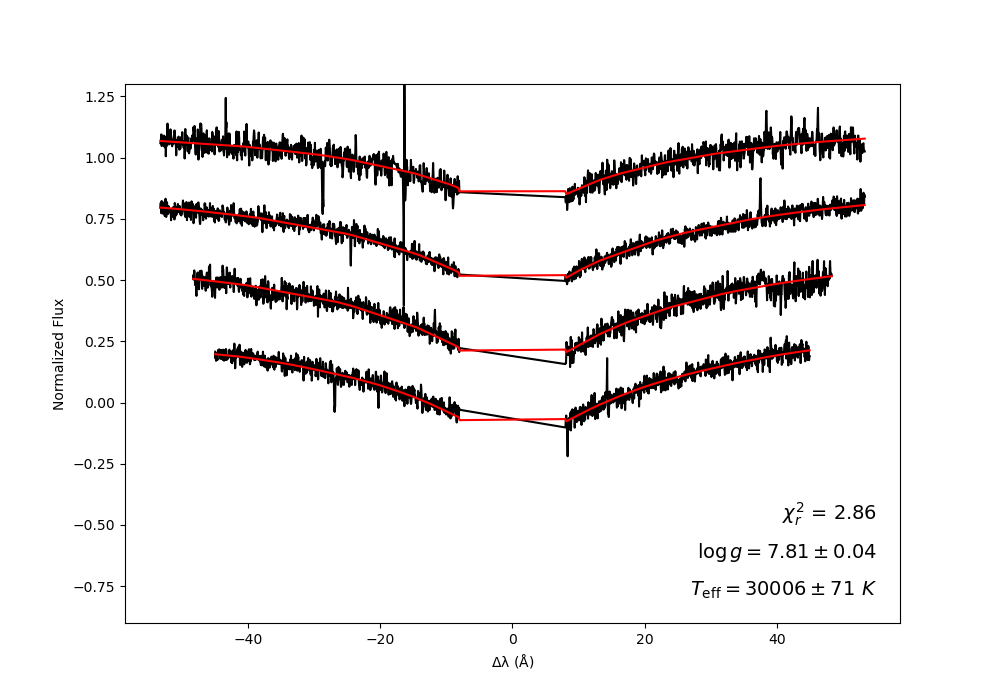 1.25
1.00
0.75
0.50
0.25
0.00
−0.25
−0.50
−0.75
Normalized Flux
χ²ᵣ = 2.86
log g = 7.81 ± 0.04
T_eff = 30006 ± 71 K
−40 −20 0 20 40
Δλ (Å)